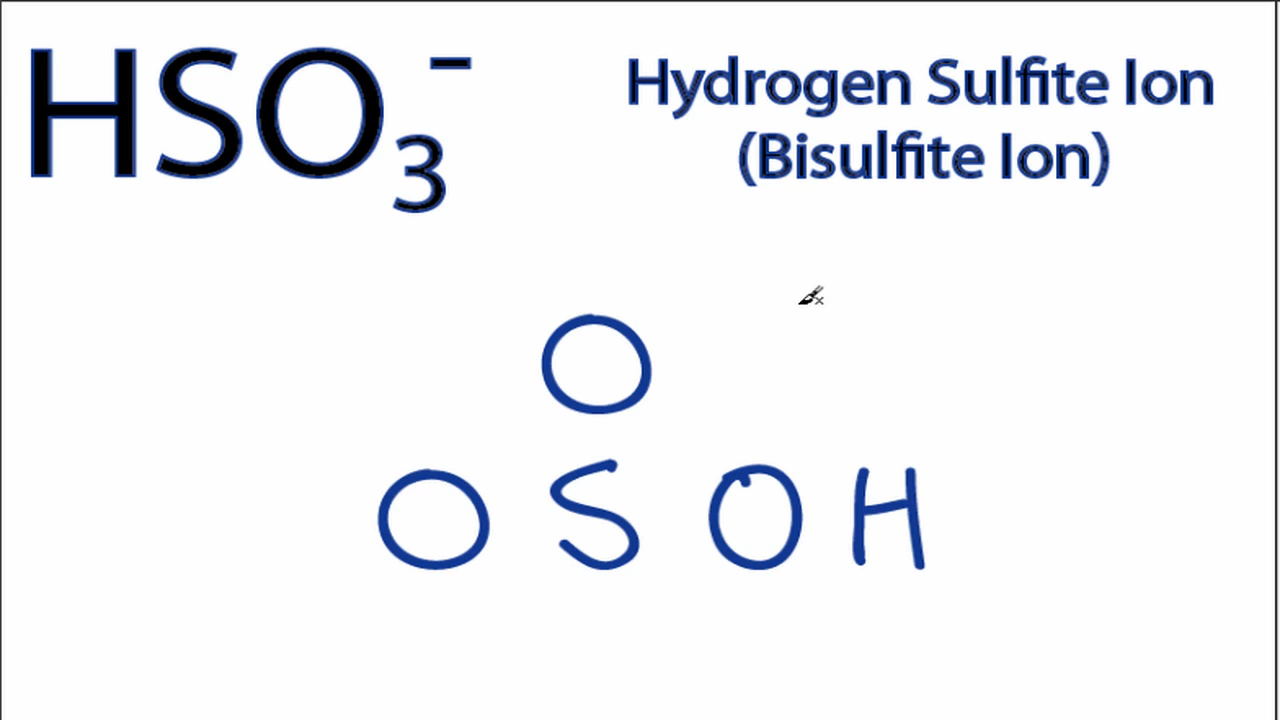 HSO₃⁻
Hydrogen Sulfite Ion
(Bisulfite Ion)
O
O S O H